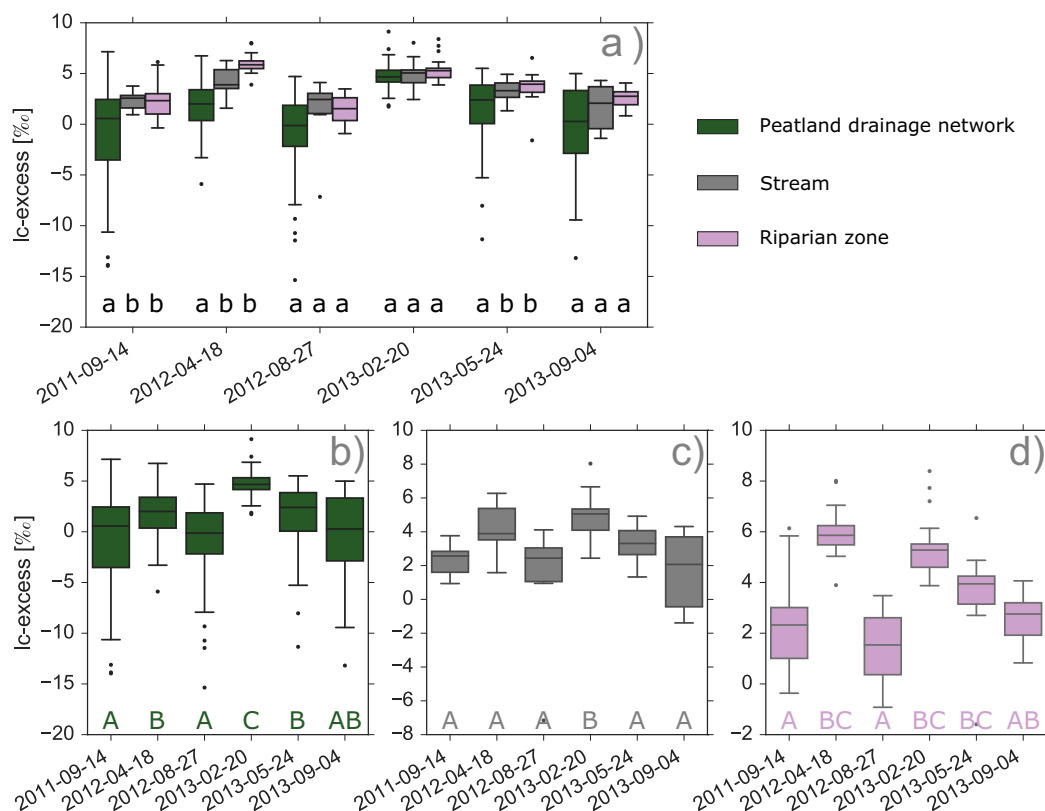 a)
lc-excess [‰]
10
5
0
−5
−10
−15
−20
a b b a b b a a a a a a a b b a a a
2011-09-14 2012-04-18 2012-08-27 2013-02-20 2013-05-24 2013-09-04
Peatland drainage network
Stream
Riparian zone
b)
lc-excess [‰]
10
5
0
−5
−10
−15
−20
A B A C B AB
2011-09-14 2012-04-18 2012-08-27 2013-02-20 2013-05-24 2013-09-04
c)
10
8
6
4
2
0
−2
−4
−6
−8
A A A B A A
2011-09-14 2012-04-18 2012-08-27 2013-02-20 2013-05-24 2013-09-04
d)
10
8
6
4
2
0
−2
A BC A BC BC AB
2011-09-14 2012-04-18 2012-08-27 2013-02-20 2013-05-24 2013-09-04